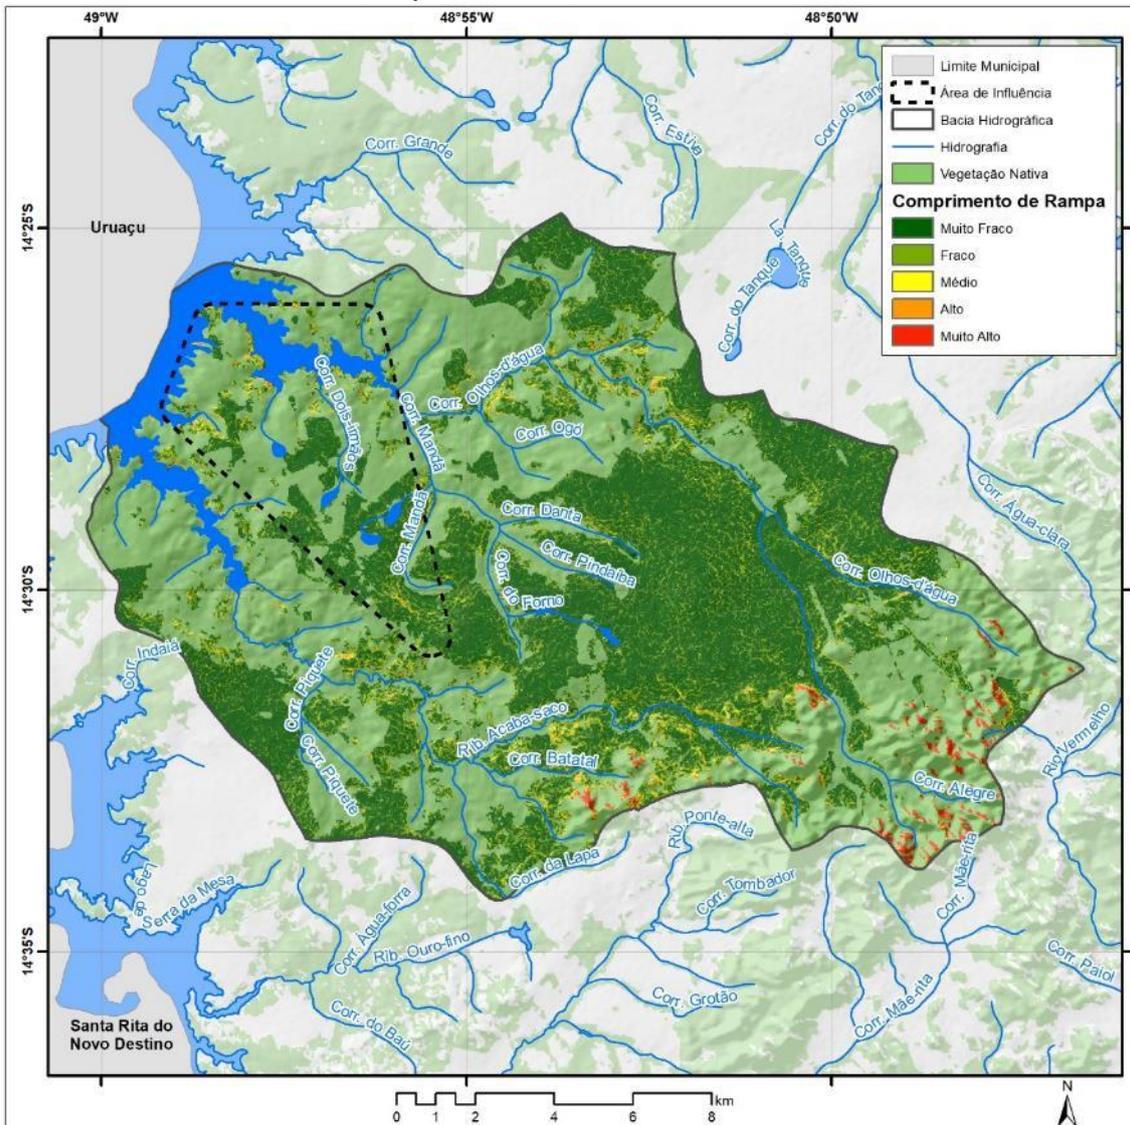 49°W
48°55'W
48°50'W
Limite Municipal
Área de Influência
Bacia Hidrográfica
Hidrografia
Vegetação Nativa
Comprimento de Rampa
Muito Fraco
Fraco
Médio
Alto
Muito Alto
14°25'S
14°30'S
14°35'S
Uruaçu
Corr. Grande
Corr. Estiva
Corr. do Tanq
La. Tanque
Corr. do Tanque
Corr. Olhos-d'água
Corr. Dois-irmãos
Corr. Mandã
Corr. Ogó
Corr. Mandã
Corr. Danta
Corr. Pindaíba
Corr. do Forno
Corr. Água-clara
Corr. Olhos-d'água
Corr. Indaiá
Corr. Piquete
Corr. Piquete
Rib. Acaba-saco
Corr. Batatal
Corr. Alegre
Rio Vermelho
Rib. Ponte-alta
Corr. da Lapa
Corr. Mãe-rita
Corr. Tombador
Lago de
Serra da Mesa
Corr. Água-forra
Rib. Ouro-fino
Corr. Grotão
Corr. Paiol
Corr. Mãe-rita
Corr. do Baú
Santa Rita do
Novo Destino
0 1 2 4 6 8 km
N